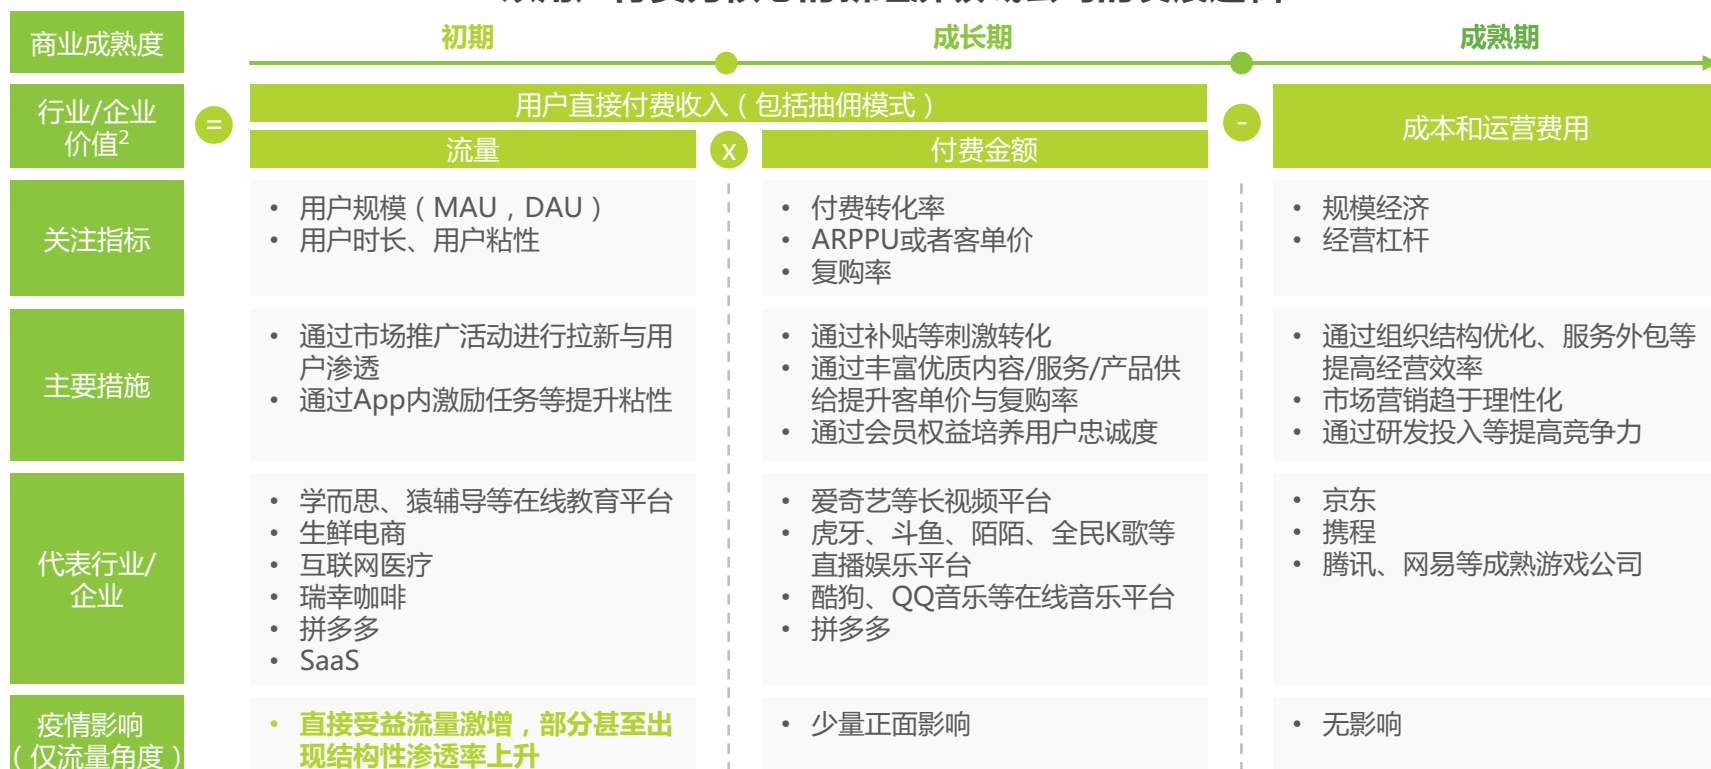 商业成熟度
初期
成长期
成熟期
行业/企业
价值2
=
用户直接付费收入（包括抽佣模式）
流量
x
付费金额
-
成本和运营费用
关注指标
• 用户规模（MAU，DAU）
• 用户时长、用户粘性
• 付费转化率
• ARPPU或者客单价
• 复购率
• 规模经济
• 经营杠杆
主要措施
• 通过市场推广活动进行拉新与用
户渗透
• 通过App内激励任务等提升粘性
• 通过补贴等刺激转化
• 通过丰富优质内容/服务/产品供
给提升客单价与复购率
• 通过会员权益培养用户忠诚度
• 通过组织结构优化、服务外包等
提高经营效率
• 市场营销趋于理性化
• 通过研发投入等提高竞争力
代表行业/
企业
• 学而思、猿辅导等在线教育平台
• 生鲜电商
• 互联网医疗
• 瑞幸咖啡
• 拼多多
• SaaS
• 爱奇艺等长视频平台
• 虎牙、斗鱼、陌陌、全民K歌等
直播娱乐平台
• 酷狗、QQ音乐等在线音乐平台
• 拼多多
• 京东
• 携程
• 腾讯、网易等成熟游戏公司
疫情影响
（仅流量角度）
• 直接受益流量激增，部分甚至出
现结构性渗透率上升
• 少量正面影响
• 无影响